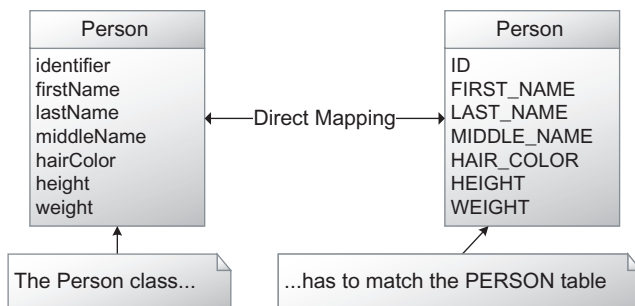 Person
identifier
firstName
lastName
middleName
hairColor
height
weight
Direct Mapping
Person
ID
FIRST_NAME
LAST_NAME
MIDDLE_NAME
HAIR_COLOR
HEIGHT
WEIGHT
The Person class...
...has to match the PERSON table